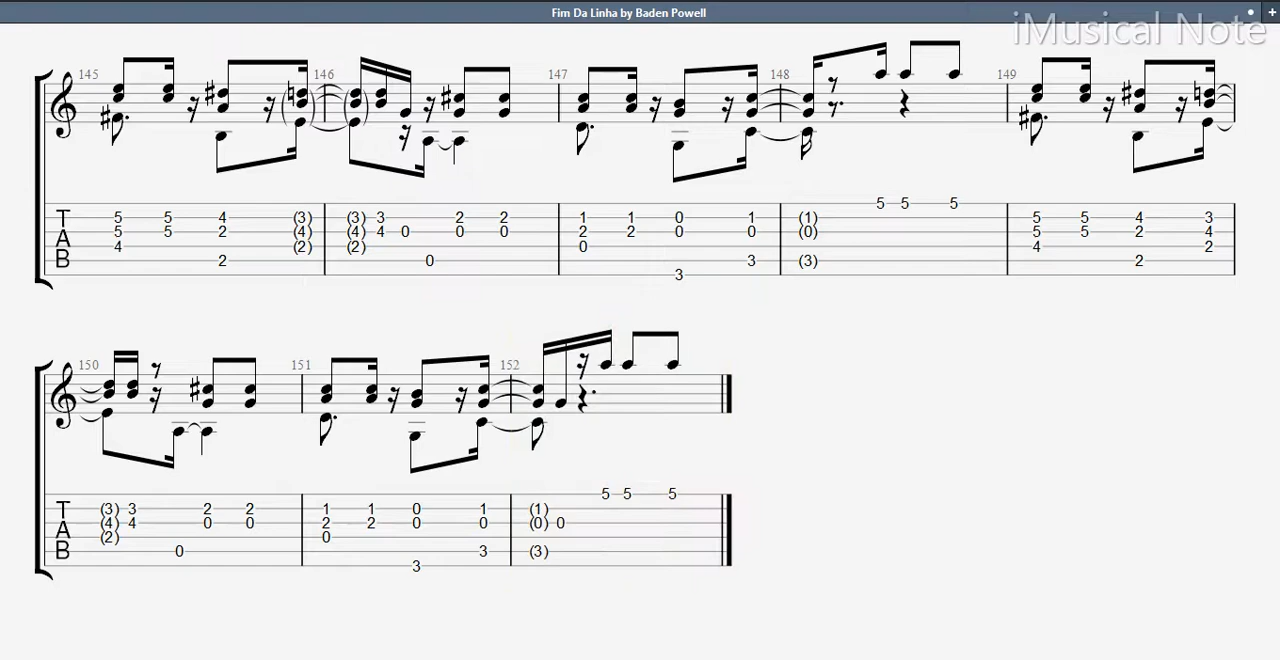 Fim Da Linha by Baden Powell
iMusical Note
145 146 147 148 149
T 5 5 4 (3) (3) 3 2 2 1 1 0 1 (1) 5 5 5 5 5 4 3
A 5 5 2 (4) (4) 4 0 0 0 2 2 0 0 (0) 5 5 2 4
B 4 2 (2) (2) 0 0 3 3 (3) 4 2 2
150 151 152
T (3) 3 2 2 1 1 0 1 (1) 5 5 5
A (4) 4 0 0 2 2 0 0 (0) 0
B (2) 0 0 3 3 (3)